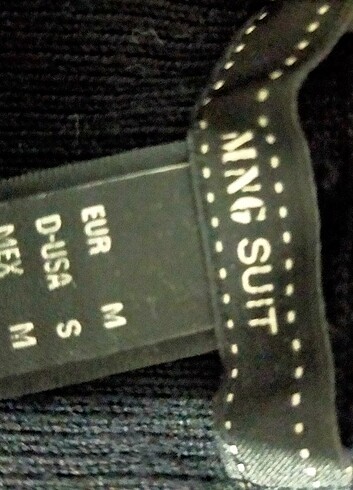 MNG SUIT
EUR M
D-USA S
MEX M